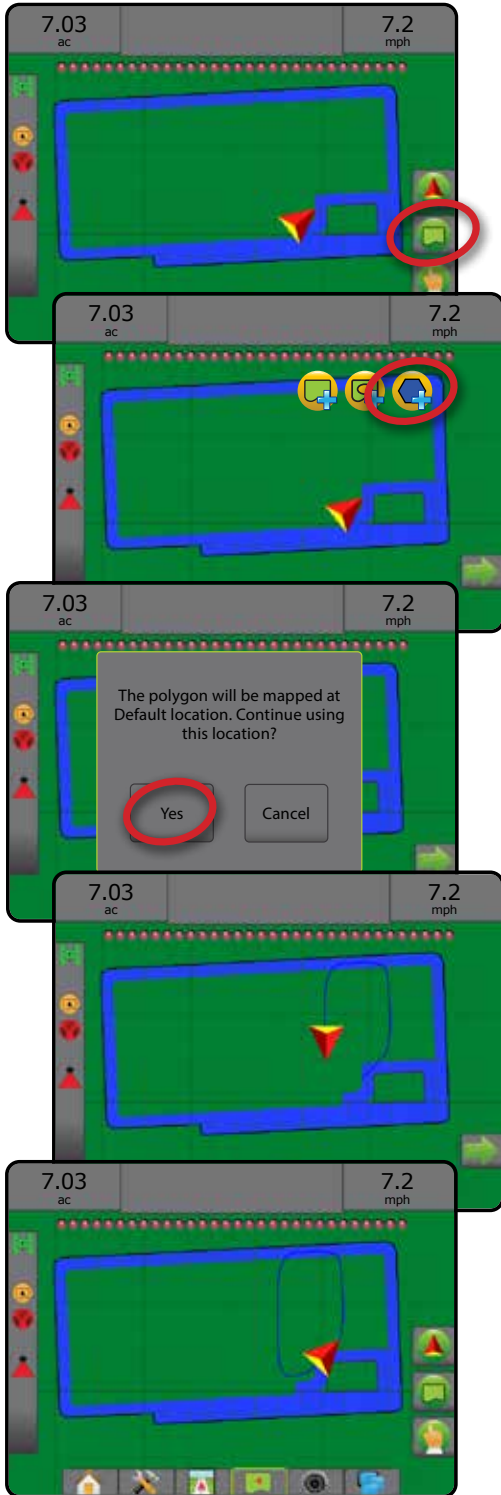 7.03
ac
7.2
mph
7.03
ac
7.2
mph
7.03
ac
7.2
mph
The polygon will be mapped at
Default location. Continue using
this location?
Yes
Cancel
7.03
ac
7.2
mph
7.03
ac
7.2
mph